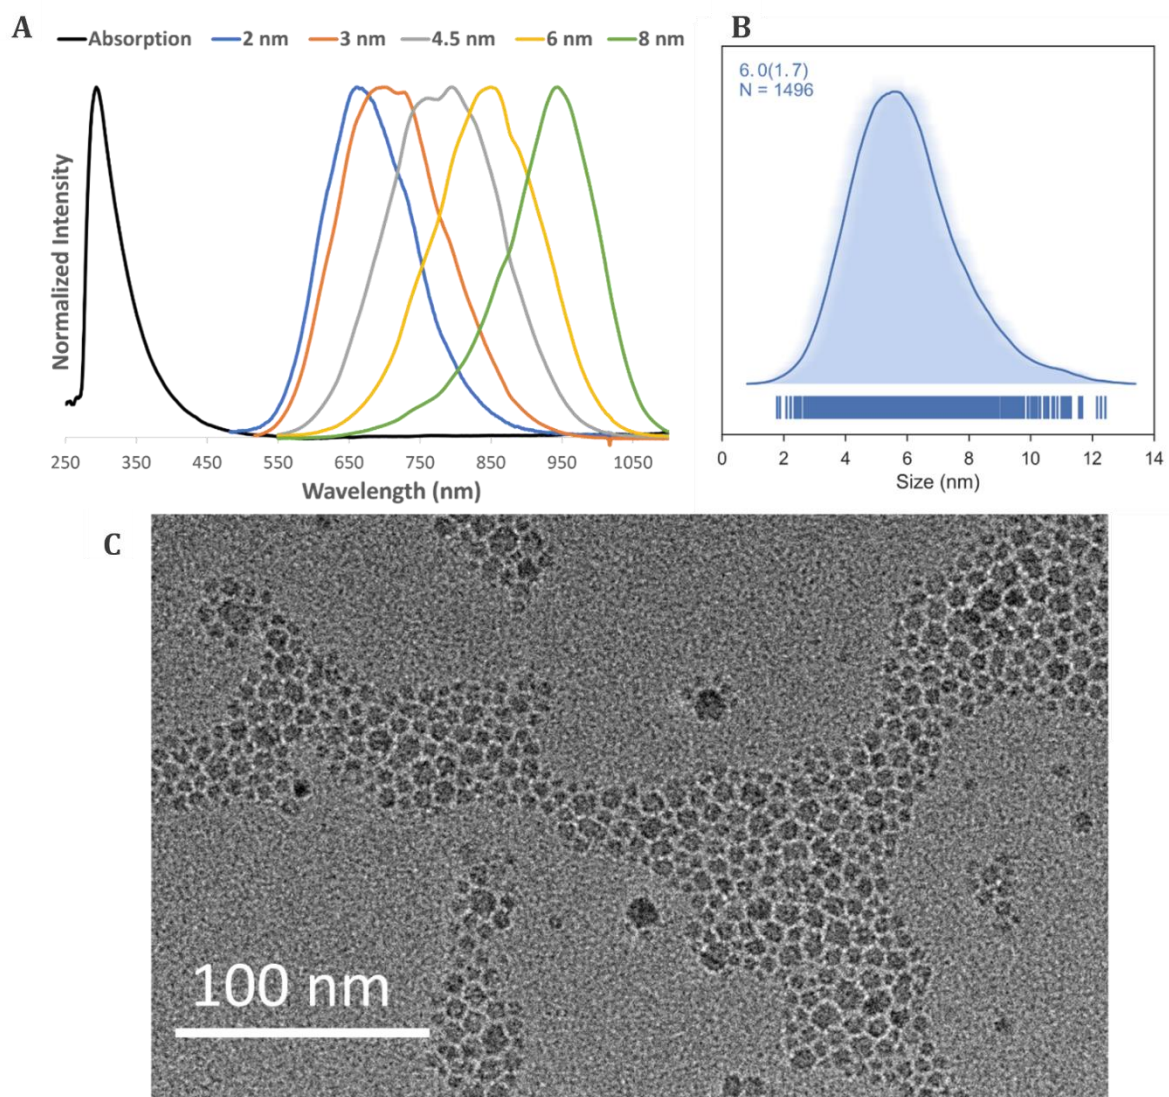 A
Absorption 2 nm 3 nm 4.5 nm 6 nm 8 nm
Normalized Intensity
250 350 450 550 650 750 850 950 1050
Wavelength (nm)
B
6.0(1.7)
N = 1496
0 2 4 6 8 10 12 14
Size (nm)
C
100 nm